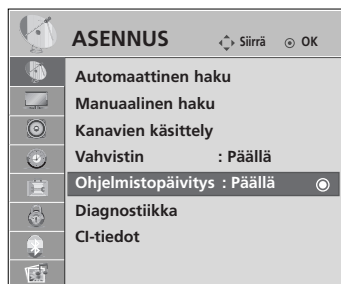 ASENNUS Siirrä OK
Automaattinen haku
Manuaalinen haku
Kanavien käsittely
Vahvistin : Päällä
Ohjelmistopäivitys : Päällä
Diagnostiikka
CI-tiedot